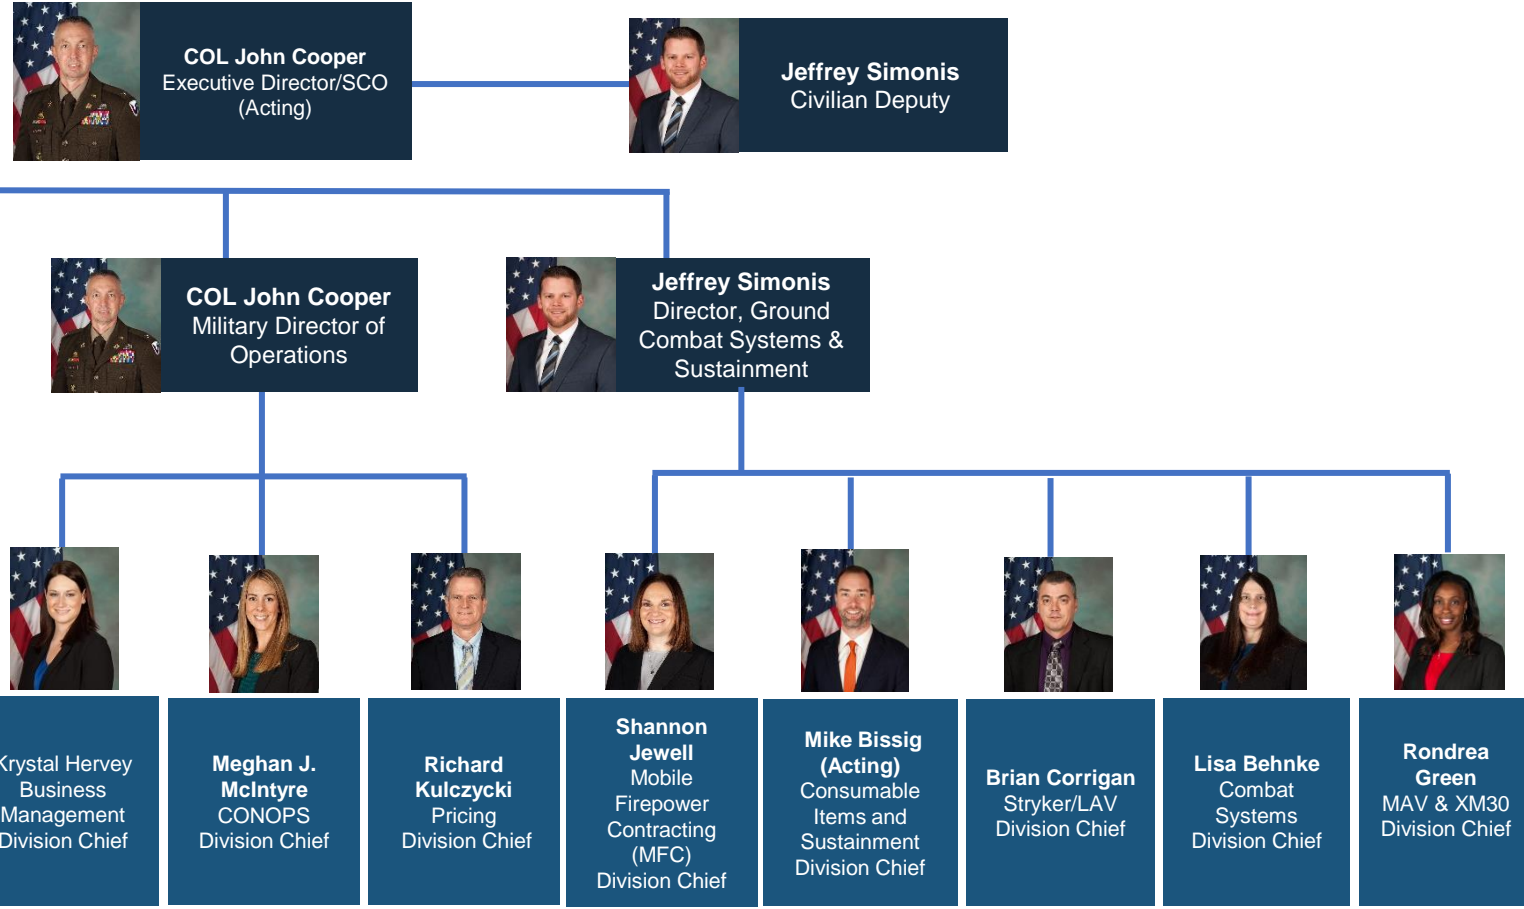 COL John Cooper
Executive Director/SCO
(Acting)
Jeffrey Simonis
Civilian Deputy
COL John Cooper
Military Director of
Operations
Jeffrey Simonis
Director, Ground
Combat Systems &
Sustainment
Krystal Hervey
Business
Management
Division Chief
Meghan J.
McIntyre
CONOPS
Division Chief
Richard
Kulczycki
Pricing
Division Chief
Shannon
Jewell
Mobile
Firepower
Contracting
(MFC)
Division Chief
Mike Bissig
(Acting)
Consumable
Items and
Sustainment
Division Chief
Brian Corrigan
Stryker/LAV
Division Chief
Lisa Behnke
Combat
Systems
Division Chief
Rondrea
Green
MAV & XM30
Division Chief